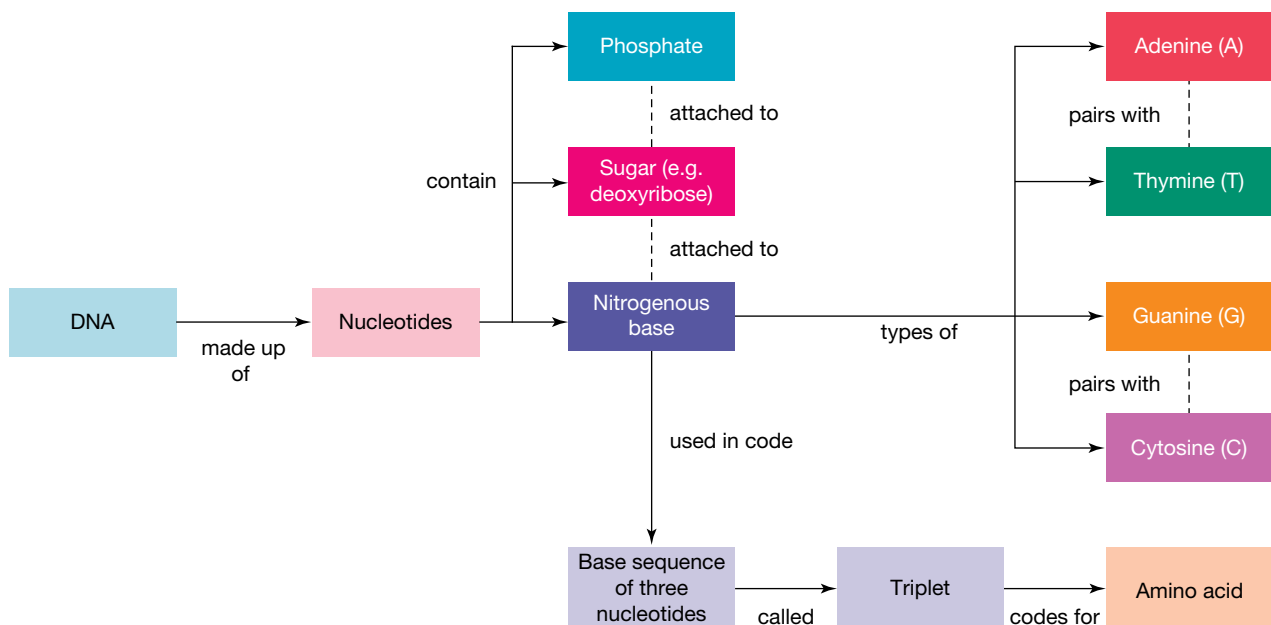 Phosphate
Adenine (A)
attached to
pairs with
contain
Sugar (e.g.
deoxyribose)
Thymine (T)
attached to
DNA
made up
of
Nucleotides
Nitrogenous
base
types of
Guanine (G)
pairs with
used in code
Cytosine (C)
Base sequence
of three
nucleotides
called
Triplet
codes for
Amino acid